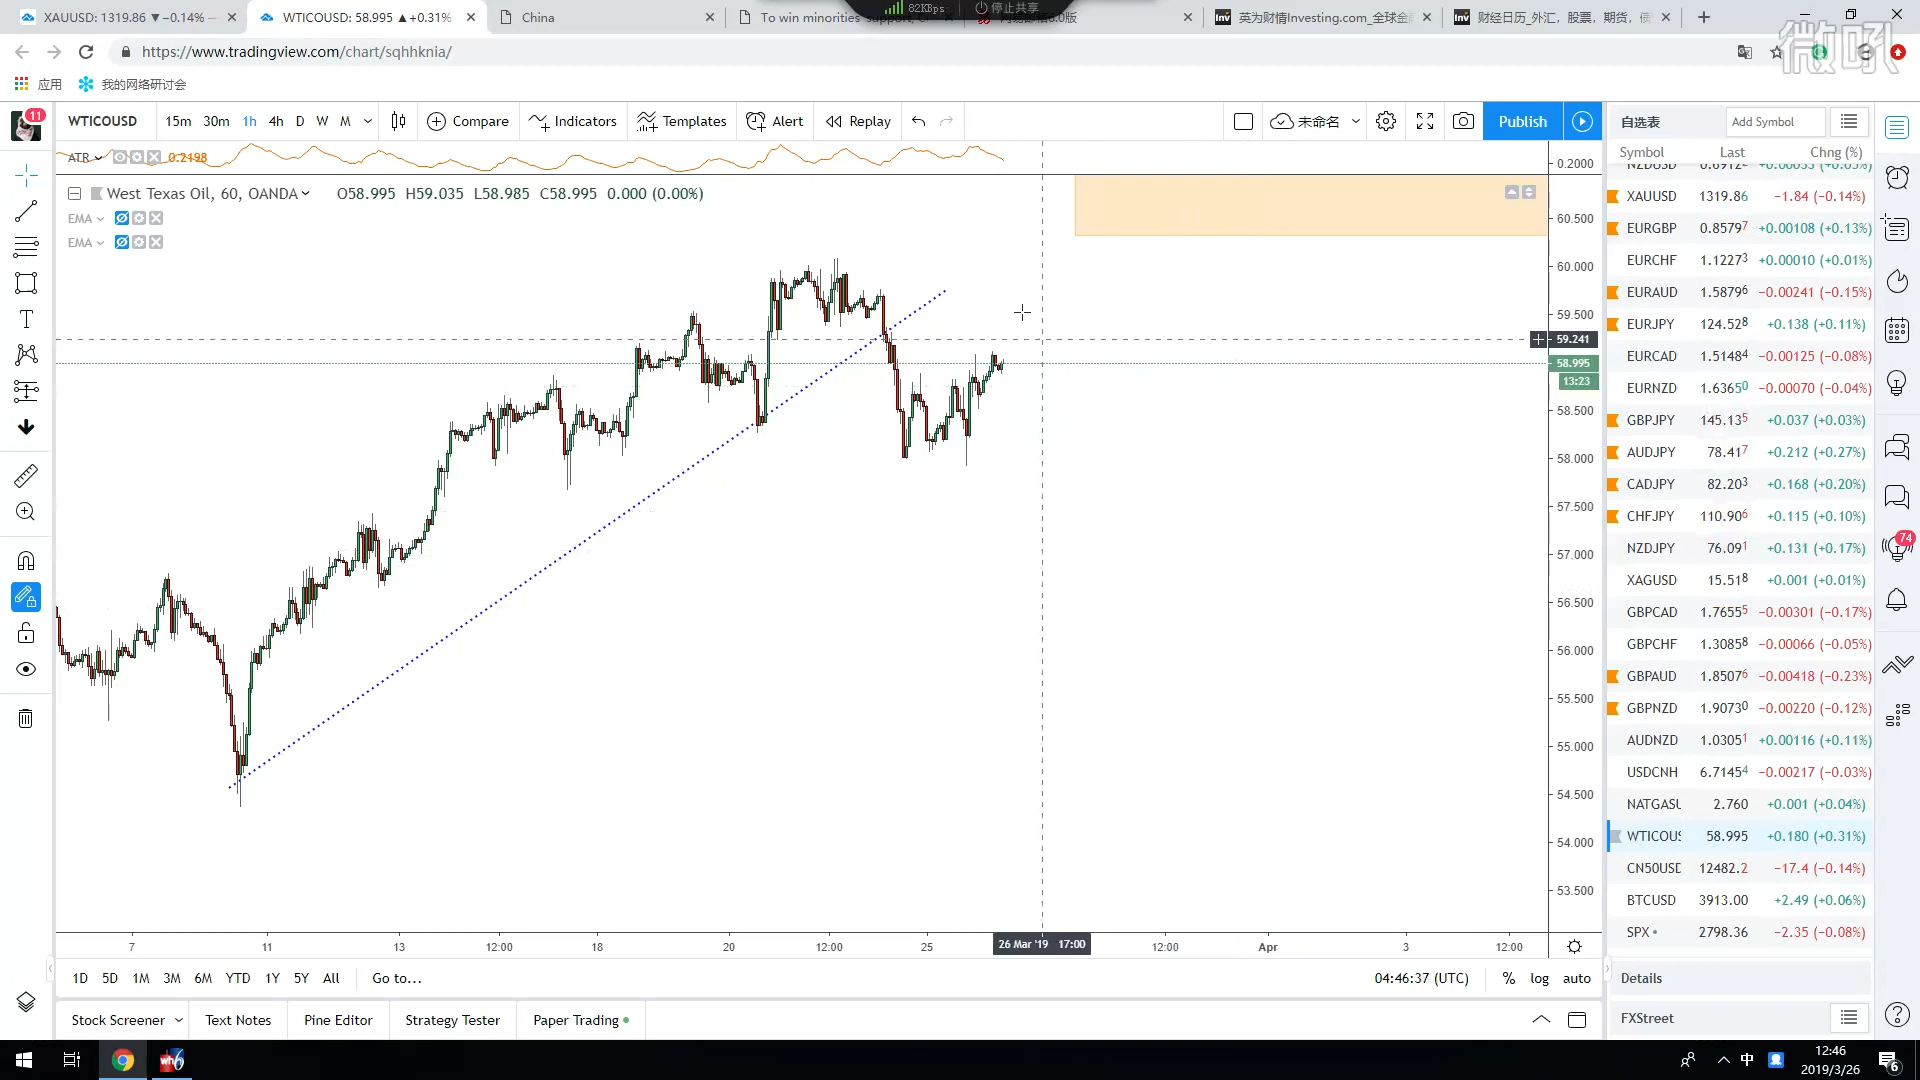 XAUUSD: 1319.86 ▼−0.14% —
WTICOUSD: 58.995 ▲+0.31%
China
To win minorities' support, C
82KBps
停止共享
英为财情Investing.com_全球金
财经日历_外汇，股票，期货，债
微吼
https://www.tradingview.com/chart/sqhhknia/
应用
我的网络研讨会
11
WTICOUSD
15m 30m 1h 4h D W M
Compare
Indicators
Templates
Alert
Replay
未命名
Publish
自选表
Add Symbol
Symbol Last Chng (%)
ATR 0.2198
0.2000
West Texas Oil, 60, OANDA O58.995 H59.035 L58.985 C58.995 0.000 (0.00%)
EMA
EMA
60.500
60.000
59.500
59.241
58.995
13:23
58.500
58.000
57.500
57.000
56.500
56.000
55.500
55.000
54.500
54.000
53.500
7 11 13 12:00 18 20 12:00 25 26 Mar '19 17:00 12:00 Apr 3 12:00
XAUUSD 1319.86 −1.84 (−0.14%)
EURGBP 0.85797 +0.00108 (+0.13%)
EURCHF 1.12273 +0.00010 (+0.01%)
EURAUD 1.58796 −0.00241 (−0.15%)
EURJPY 124.528 +0.138 (+0.11%)
EURCAD 1.51484 −0.00125 (−0.08%)
EURNZD 1.63650 −0.00070 (−0.04%)
GBPJPY 145.135 +0.037 (+0.03%)
AUDJPY 78.417 +0.212 (+0.27%)
CADJPY 82.203 +0.168 (+0.20%)
CHFJPY 110.906 +0.115 (+0.10%)
NZDJPY 76.091 +0.131 (+0.17%)
XAGUSD 15.518 +0.001 (+0.01%)
GBPCAD 1.76555 −0.00301 (−0.17%)
GBPCHF 1.30858 −0.00066 (−0.05%)
GBPAUD 1.85076 −0.00418 (−0.23%)
GBPNZD 1.90730 −0.00220 (−0.12%)
AUDNZD 1.03051 +0.00116 (+0.11%)
USDCNH 6.71454 −0.00217 (−0.03%)
NATGASU 2.760 +0.001 (+0.04%)
WTICOUS 58.995 +0.180 (+0.31%)
CN50USD 12482.2 −17.4 (−0.14%)
BTCUSD 3913.00 +2.49 (+0.06%)
SPX 2798.36 −2.35 (−0.08%)
74
1D 5D 1M 3M 6M YTD 1Y 5Y All Go to...
04:46:37 (UTC) % log auto
Details
Stock Screener Text Notes Pine Editor Strategy Tester Paper Trading
FXStreet
wh6
中
12:46
2019/3/26
6